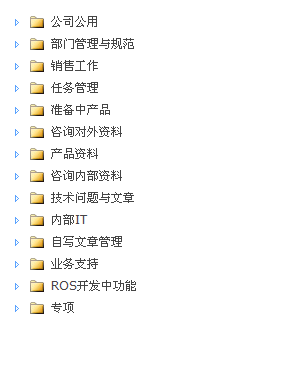 公司公用
部门管理与规范
销售工作
任务管理
准备中产品
咨询对外资料
产品资料
咨询内部资料
技术问题与文章
内部IT
自写文章管理
业务支持
ROS开发中功能
专项